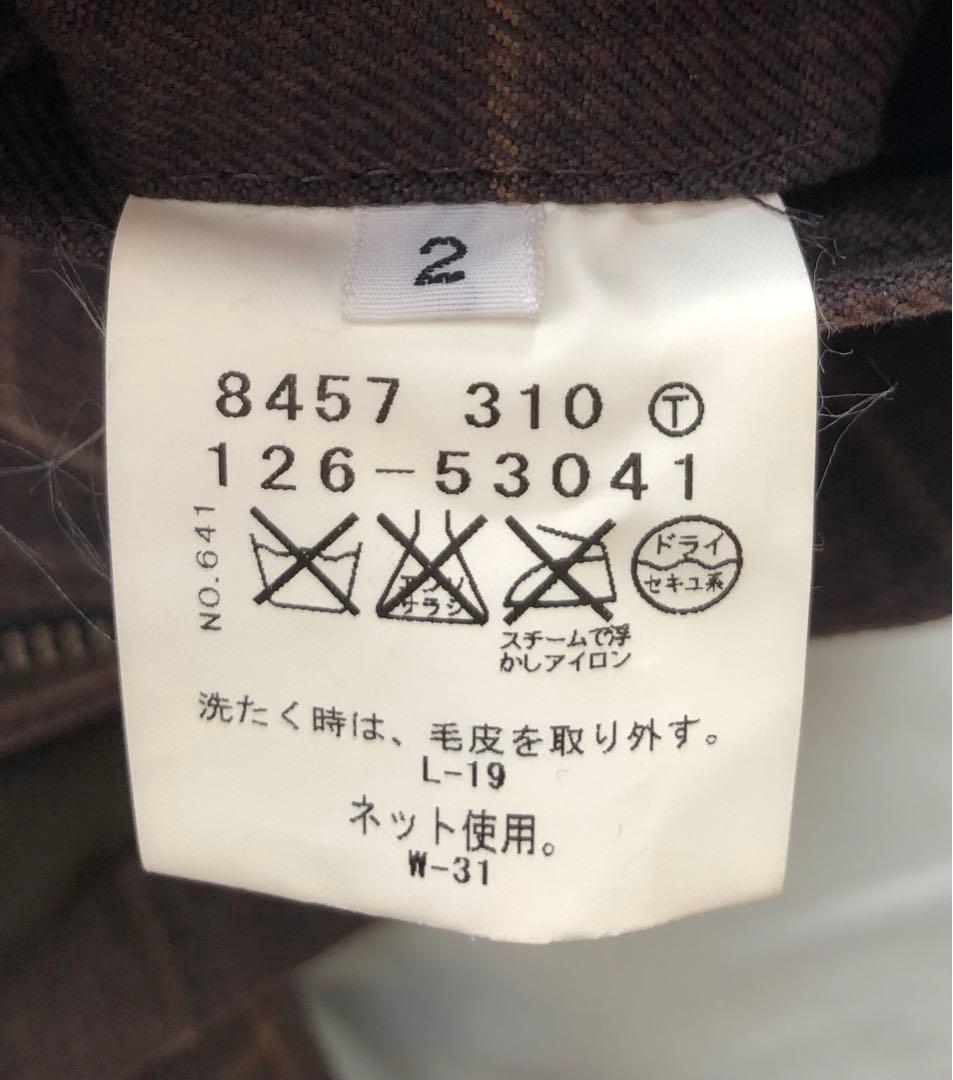 2
8457 310 Ⓣ
126-53041
NO.641
エンソ
サラシ
ドライ
セキユ系
スチームで浮
かしアイロン
洗たく時は、毛皮を取り外す。
L-19
ネット使用。
W-31